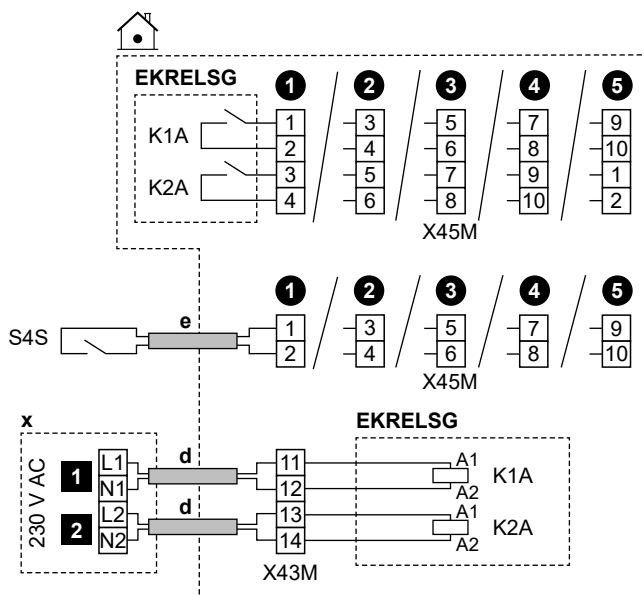 EKRELSG
1 2 3 4 5
K1A 1 3 5 7 9
2 4 6 8 10
K2A 3 5 7 9 1
4 6 8 10 2
X45M
1 2 3 4 5
S4S e 1 3 5 7 9
2 4 6 8 10
X45M
x EKRELSG
230 V AC
1 L1 d 11 A1 K1A
N1 12 A2
2 L2 d 13 A1 K2A
N2 14 A2
X43M